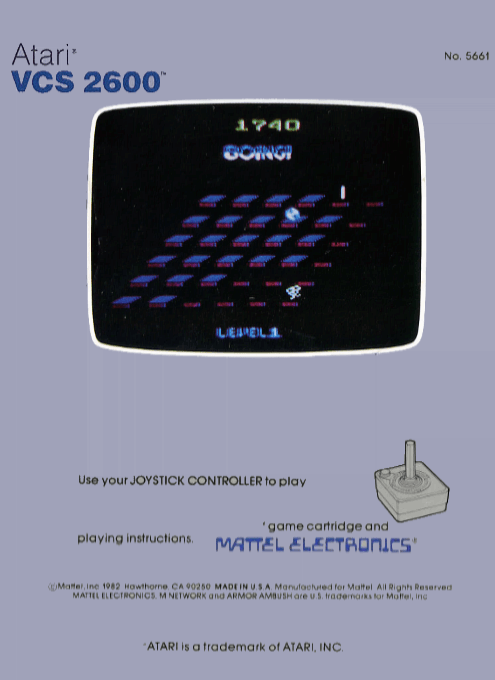 Atari*
VCS 2600™
No. 5661
1740
BOING!
LEVEL 1
Use your JOYSTICK CONTROLLER to play
* game cartridge and
playing instructions. MATTEL ELECTRONICS®
©Mattel, Inc. 1982. Hawthorne, CA 90250. MADE IN U.S.A. Manufactured for Mattel. All Rights Reserved
MATTEL ELECTRONICS, M NETWORK and ARMOR AMBUSH are U.S. trademarks for Mattel, Inc.
*ATARI is a trademark of ATARI, INC.